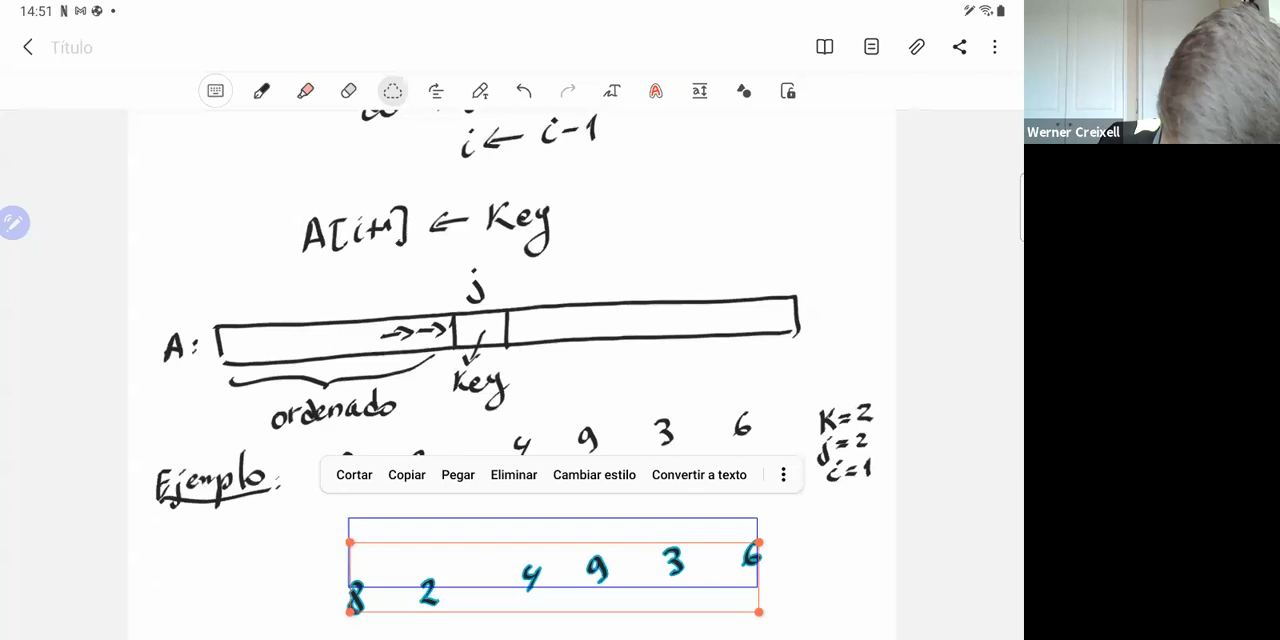 14:51
Título
i ← i-1
A[i+1] ← Key
j
A:
Key
ordenado
4 9 3 6
K=2
j=2
i=1
Ejemplo:
Cortar Copiar Pegar Eliminar Cambiar estilo Convertir a texto
8 2 4 9 3 6
Werner Creixell